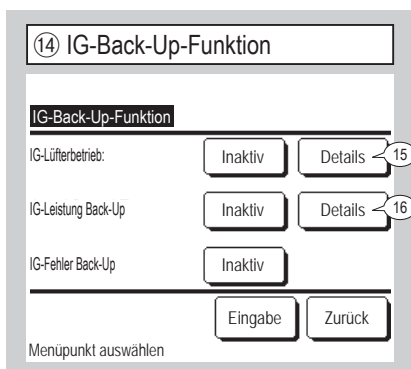 ⑭ IG-Back-Up-Funktion
IG-Back-Up-Funktion
IG-Lüfterbetrieb: Inaktiv Details 15
IG-Leistung Back-Up Inaktiv Details 16
IG-Fehler Back-Up Inaktiv
Eingabe Zurück
Menüpunkt auswählen